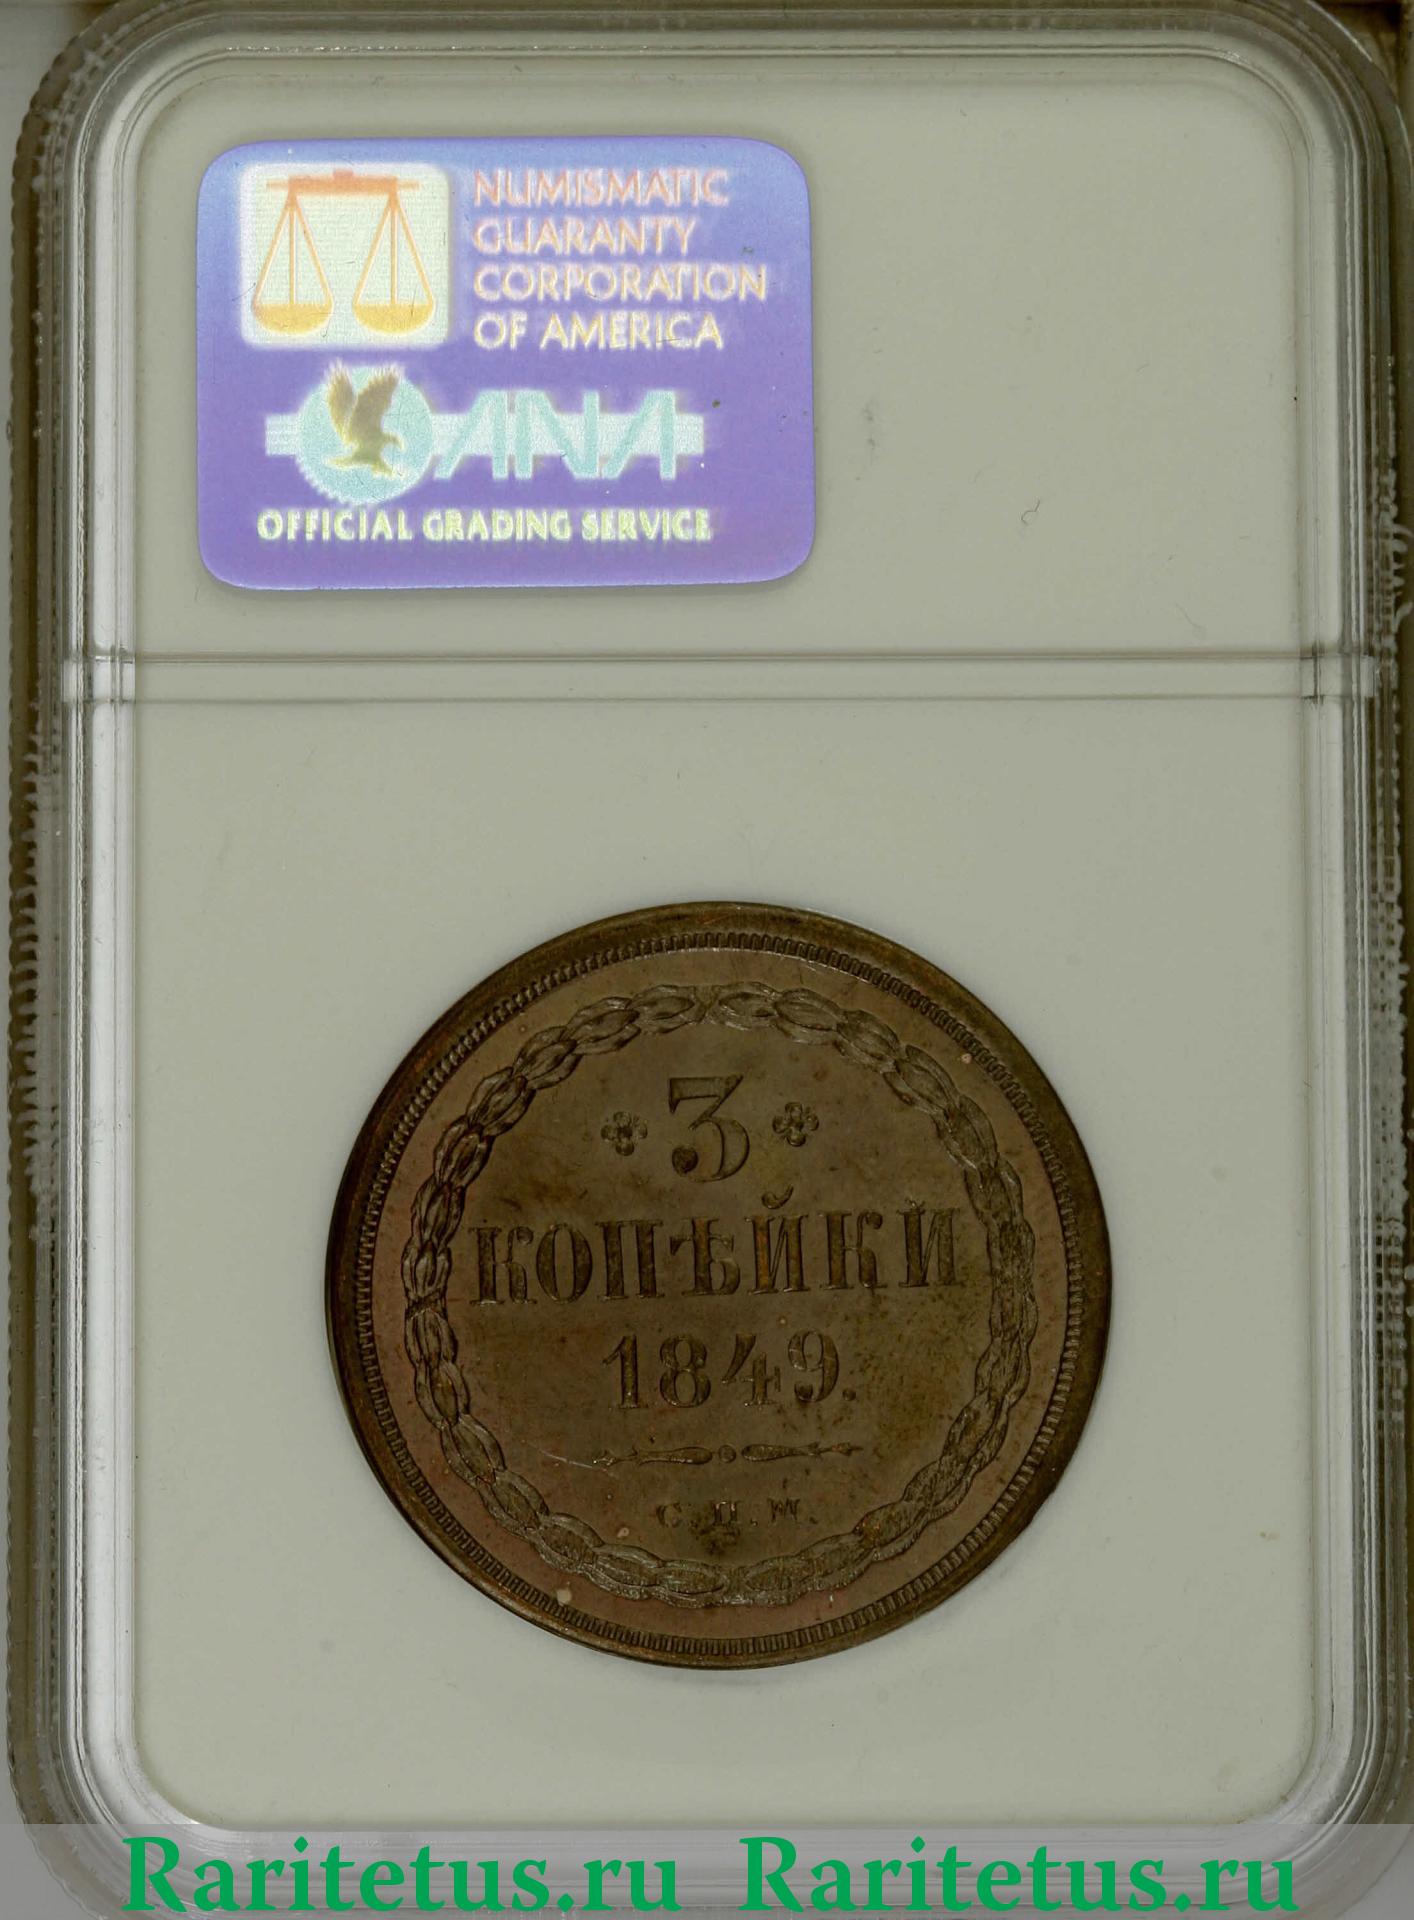 NUMISMATIC
GUARANTY
CORPORATION
OF AMERICA
ANA
OFFICIAL GRADING SERVICE
3
КОПѢЙКИ
1849.
С.П.М.
Raritetus.ru Raritetus.ru